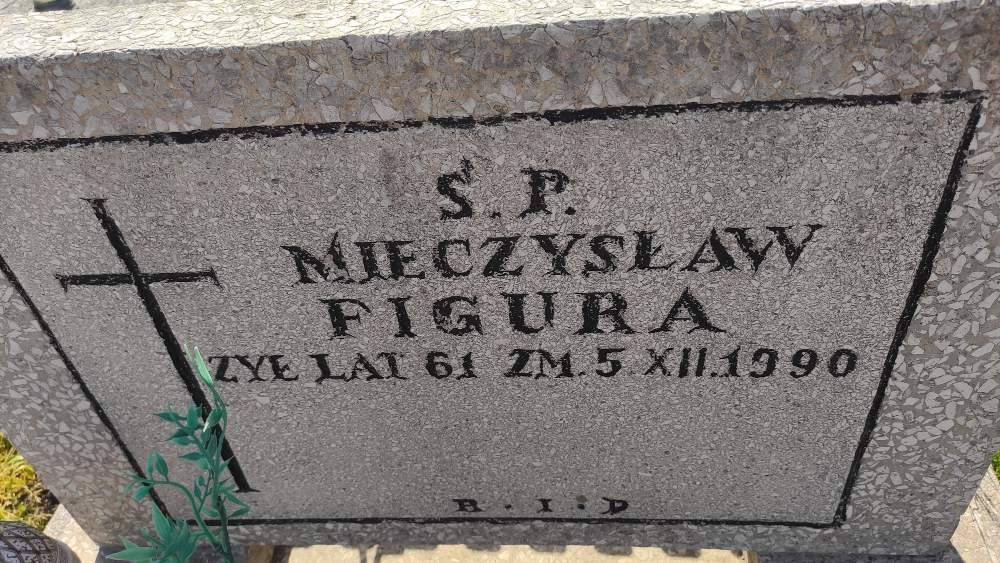 Ś. P.
MIECZYSŁAW
FIGURA
ŻYŁ LAT 61 ZM. 5. XII. 1990
R. I. P